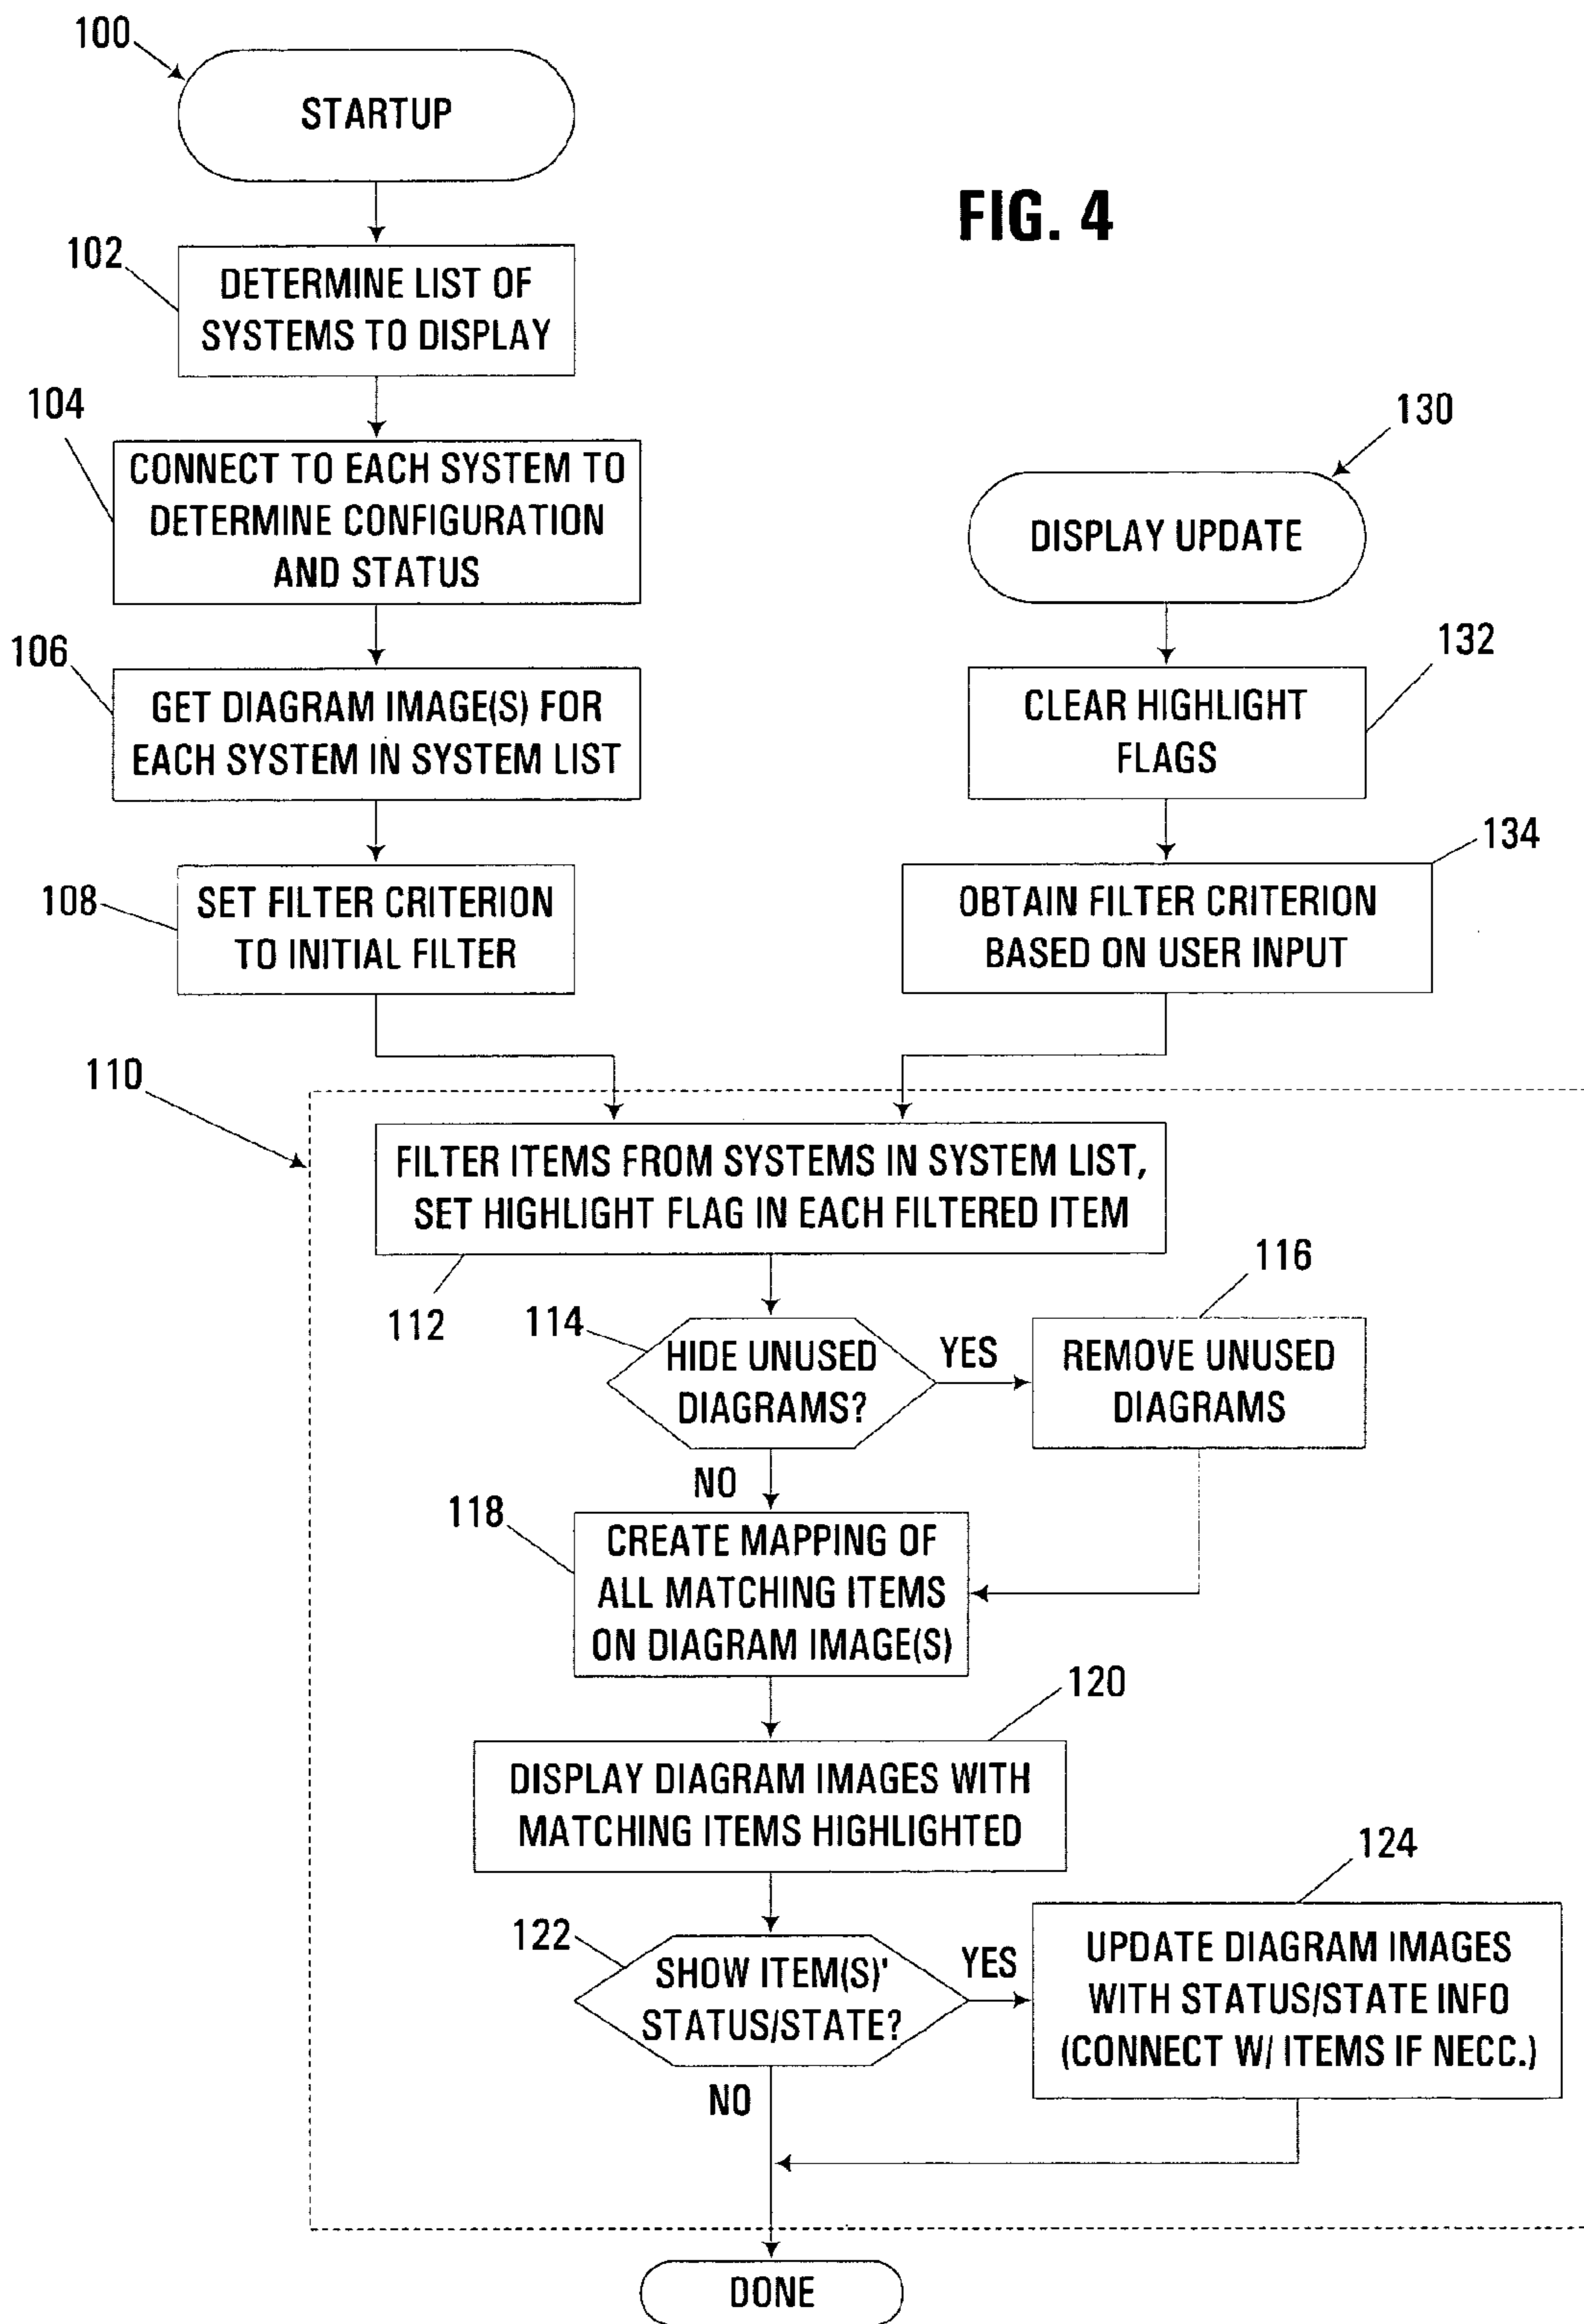 100
STARTUP
FIG. 4
102
DETERMINE LIST OF
SYSTEMS TO DISPLAY
104
CONNECT TO EACH SYSTEM TO
DETERMINE CONFIGURATION
AND STATUS
106
GET DIAGRAM IMAGE(S) FOR
EACH SYSTEM IN SYSTEM LIST
108
SET FILTER CRITERION
TO INITIAL FILTER
130
DISPLAY UPDATE
132
CLEAR HIGHLIGHT
FLAGS
134
OBTAIN FILTER CRITERION
BASED ON USER INPUT
110
FILTER ITEMS FROM SYSTEMS IN SYSTEM LIST,
SET HIGHLIGHT FLAG IN EACH FILTERED ITEM
112
114
HIDE UNUSED
DIAGRAMS?
YES
116
REMOVE UNUSED
DIAGRAMS
NO
118
CREATE MAPPING OF
ALL MATCHING ITEMS
ON DIAGRAM IMAGE(S)
120
DISPLAY DIAGRAM IMAGES WITH
MATCHING ITEMS HIGHLIGHTED
122
SHOW ITEM(S)'
STATUS/STATE?
YES
124
UPDATE DIAGRAM IMAGES
WITH STATUS/STATE INFO
(CONNECT W/ ITEMS IF NECC.)
NO
DONE